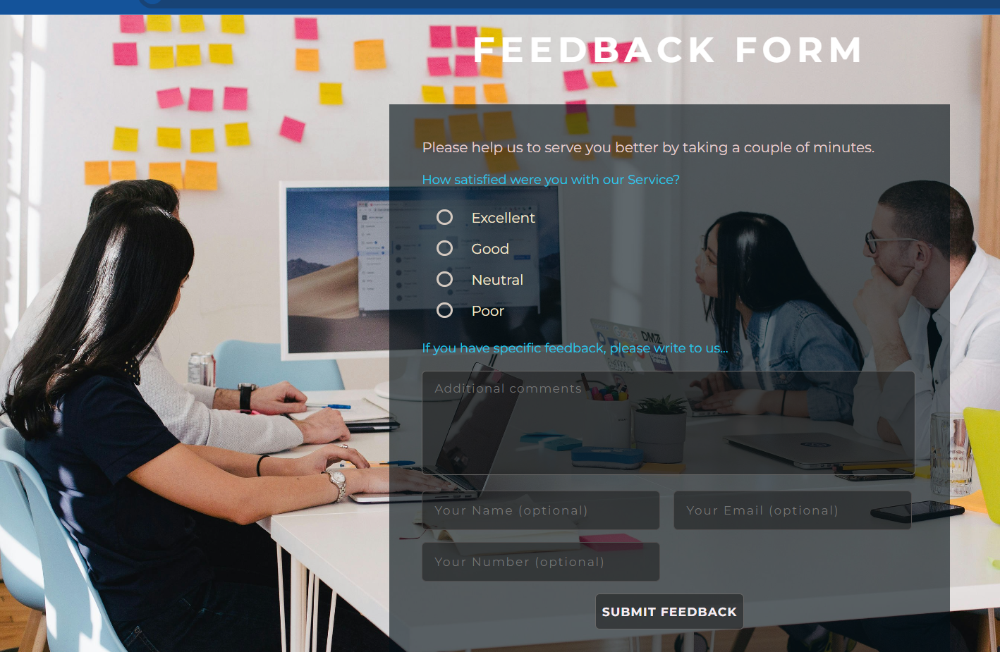 FEEDBACK FORM
Please help us to serve you better by taking a couple of minutes.
How satisfied were you with our Service?
Excellent
Good
Neutral
Poor
If you have specific feedback, please write to us...
DMZ
Additional comments
Your Name (optional)
Your Email (optional)
Your Number (optional)
SUBMIT FEEDBACK